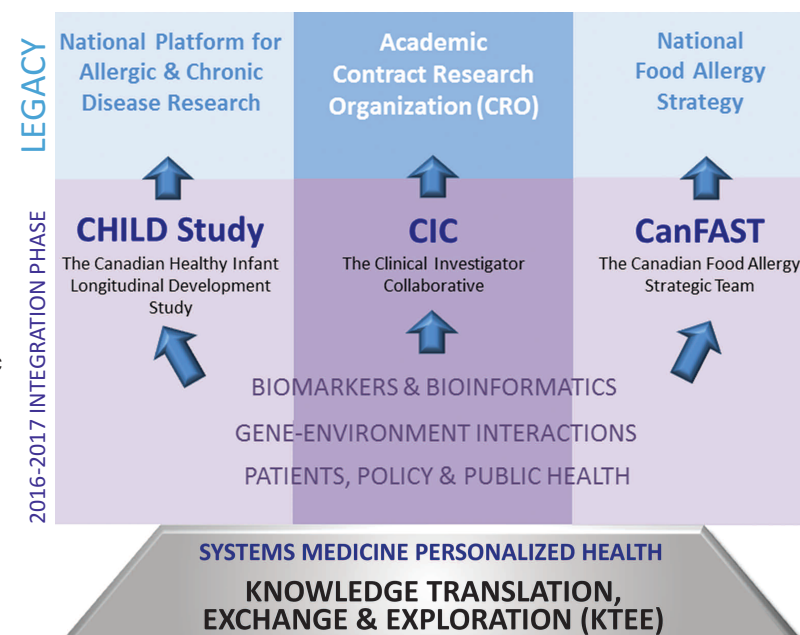 LEGACY
National Platform for
Allergic & Chronic
Disease Research
Academic
Contract Research
Organization (CRO)
National
Food Allergy
Strategy
2016-2017 INTEGRATION PHASE
CHILD Study
The Canadian Healthy Infant
Longitudinal Development
Study
CIC
The Clinical Investigator
Collaborative
CanFAST
The Canadian Food Allergy
Strategic Team
BIOMARKERS & BIOINFORMATICS
GENE-ENVIRONMENT INTERACTIONS
PATIENTS, POLICY & PUBLIC HEALTH
SYSTEMS MEDICINE PERSONALIZED HEALTH
KNOWLEDGE TRANSLATION,
EXCHANGE & EXPLORATION (KTEE)